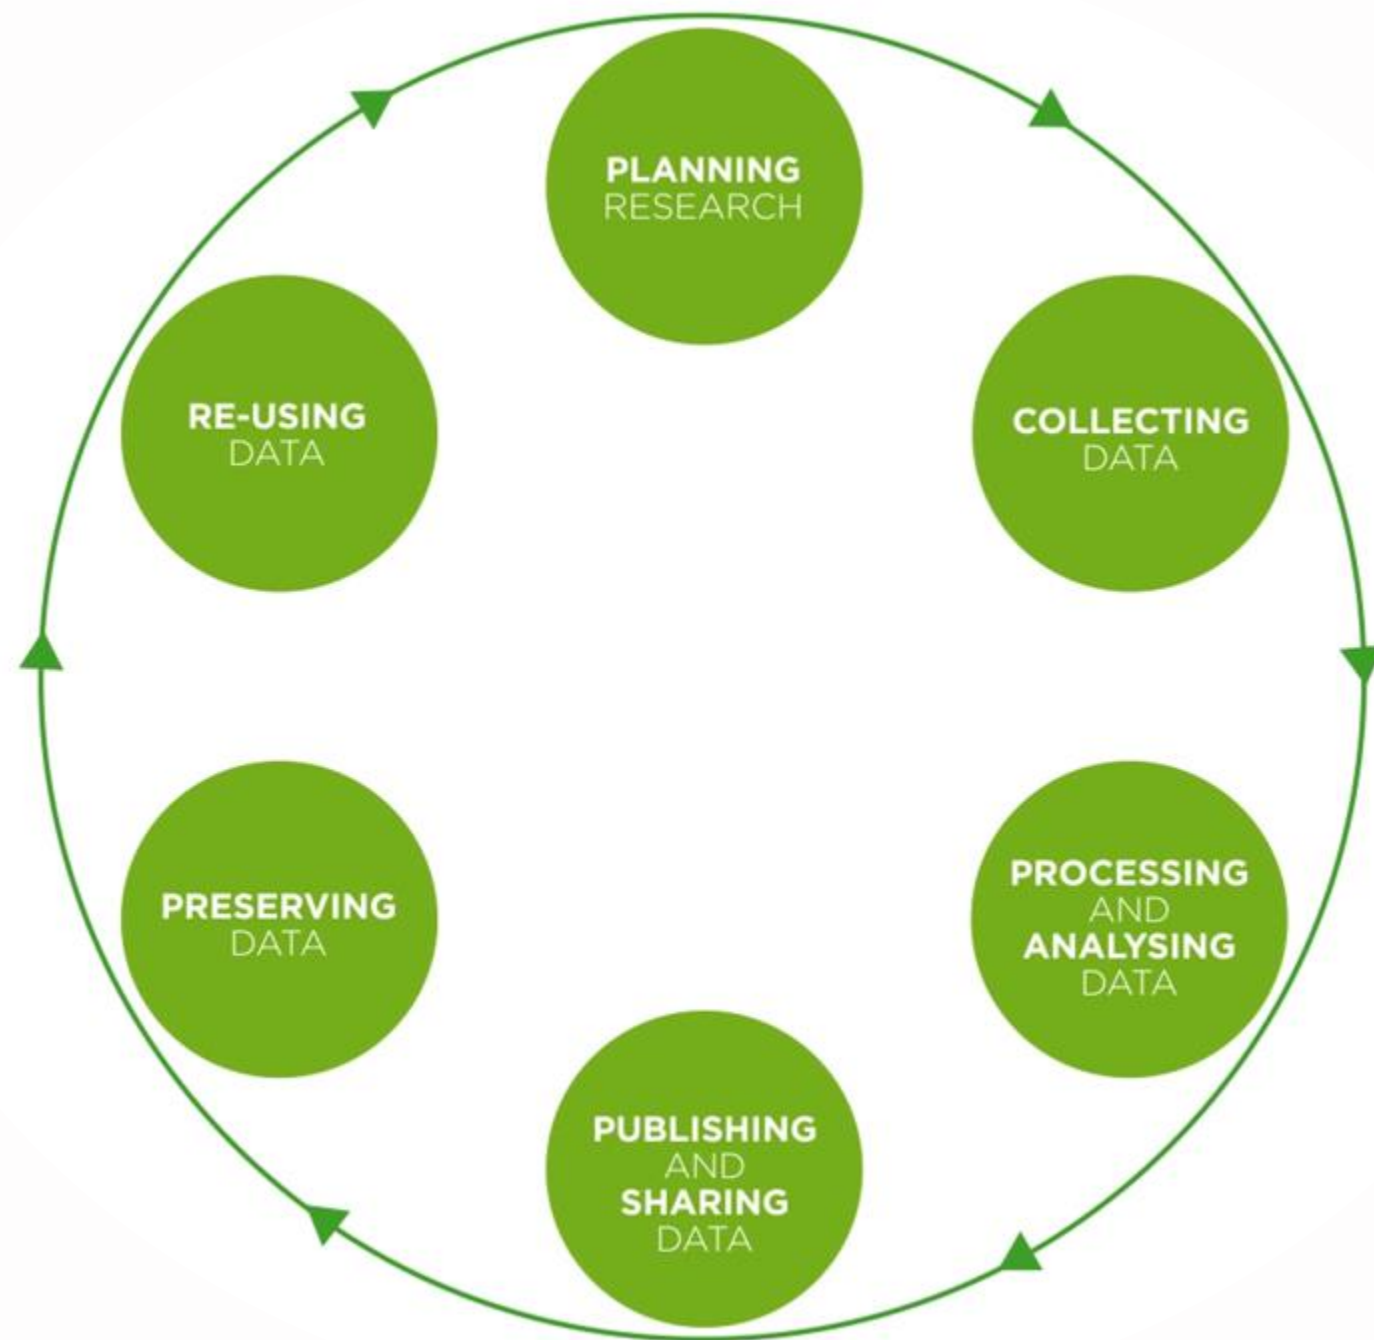 PLANNING
RESEARCH
COLLECTING
DATA
PROCESSING
AND
ANALYSING
DATA
PUBLISHING
AND
SHARING
DATA
PRESERVING
DATA
RE-USING
DATA